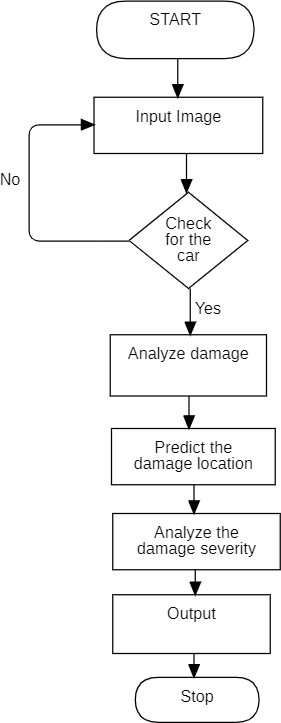 START
Input Image
No
Check
for the
car
Yes
Analyze damage
Predict the
damage location
Analyze the
damage severity
Output
Stop